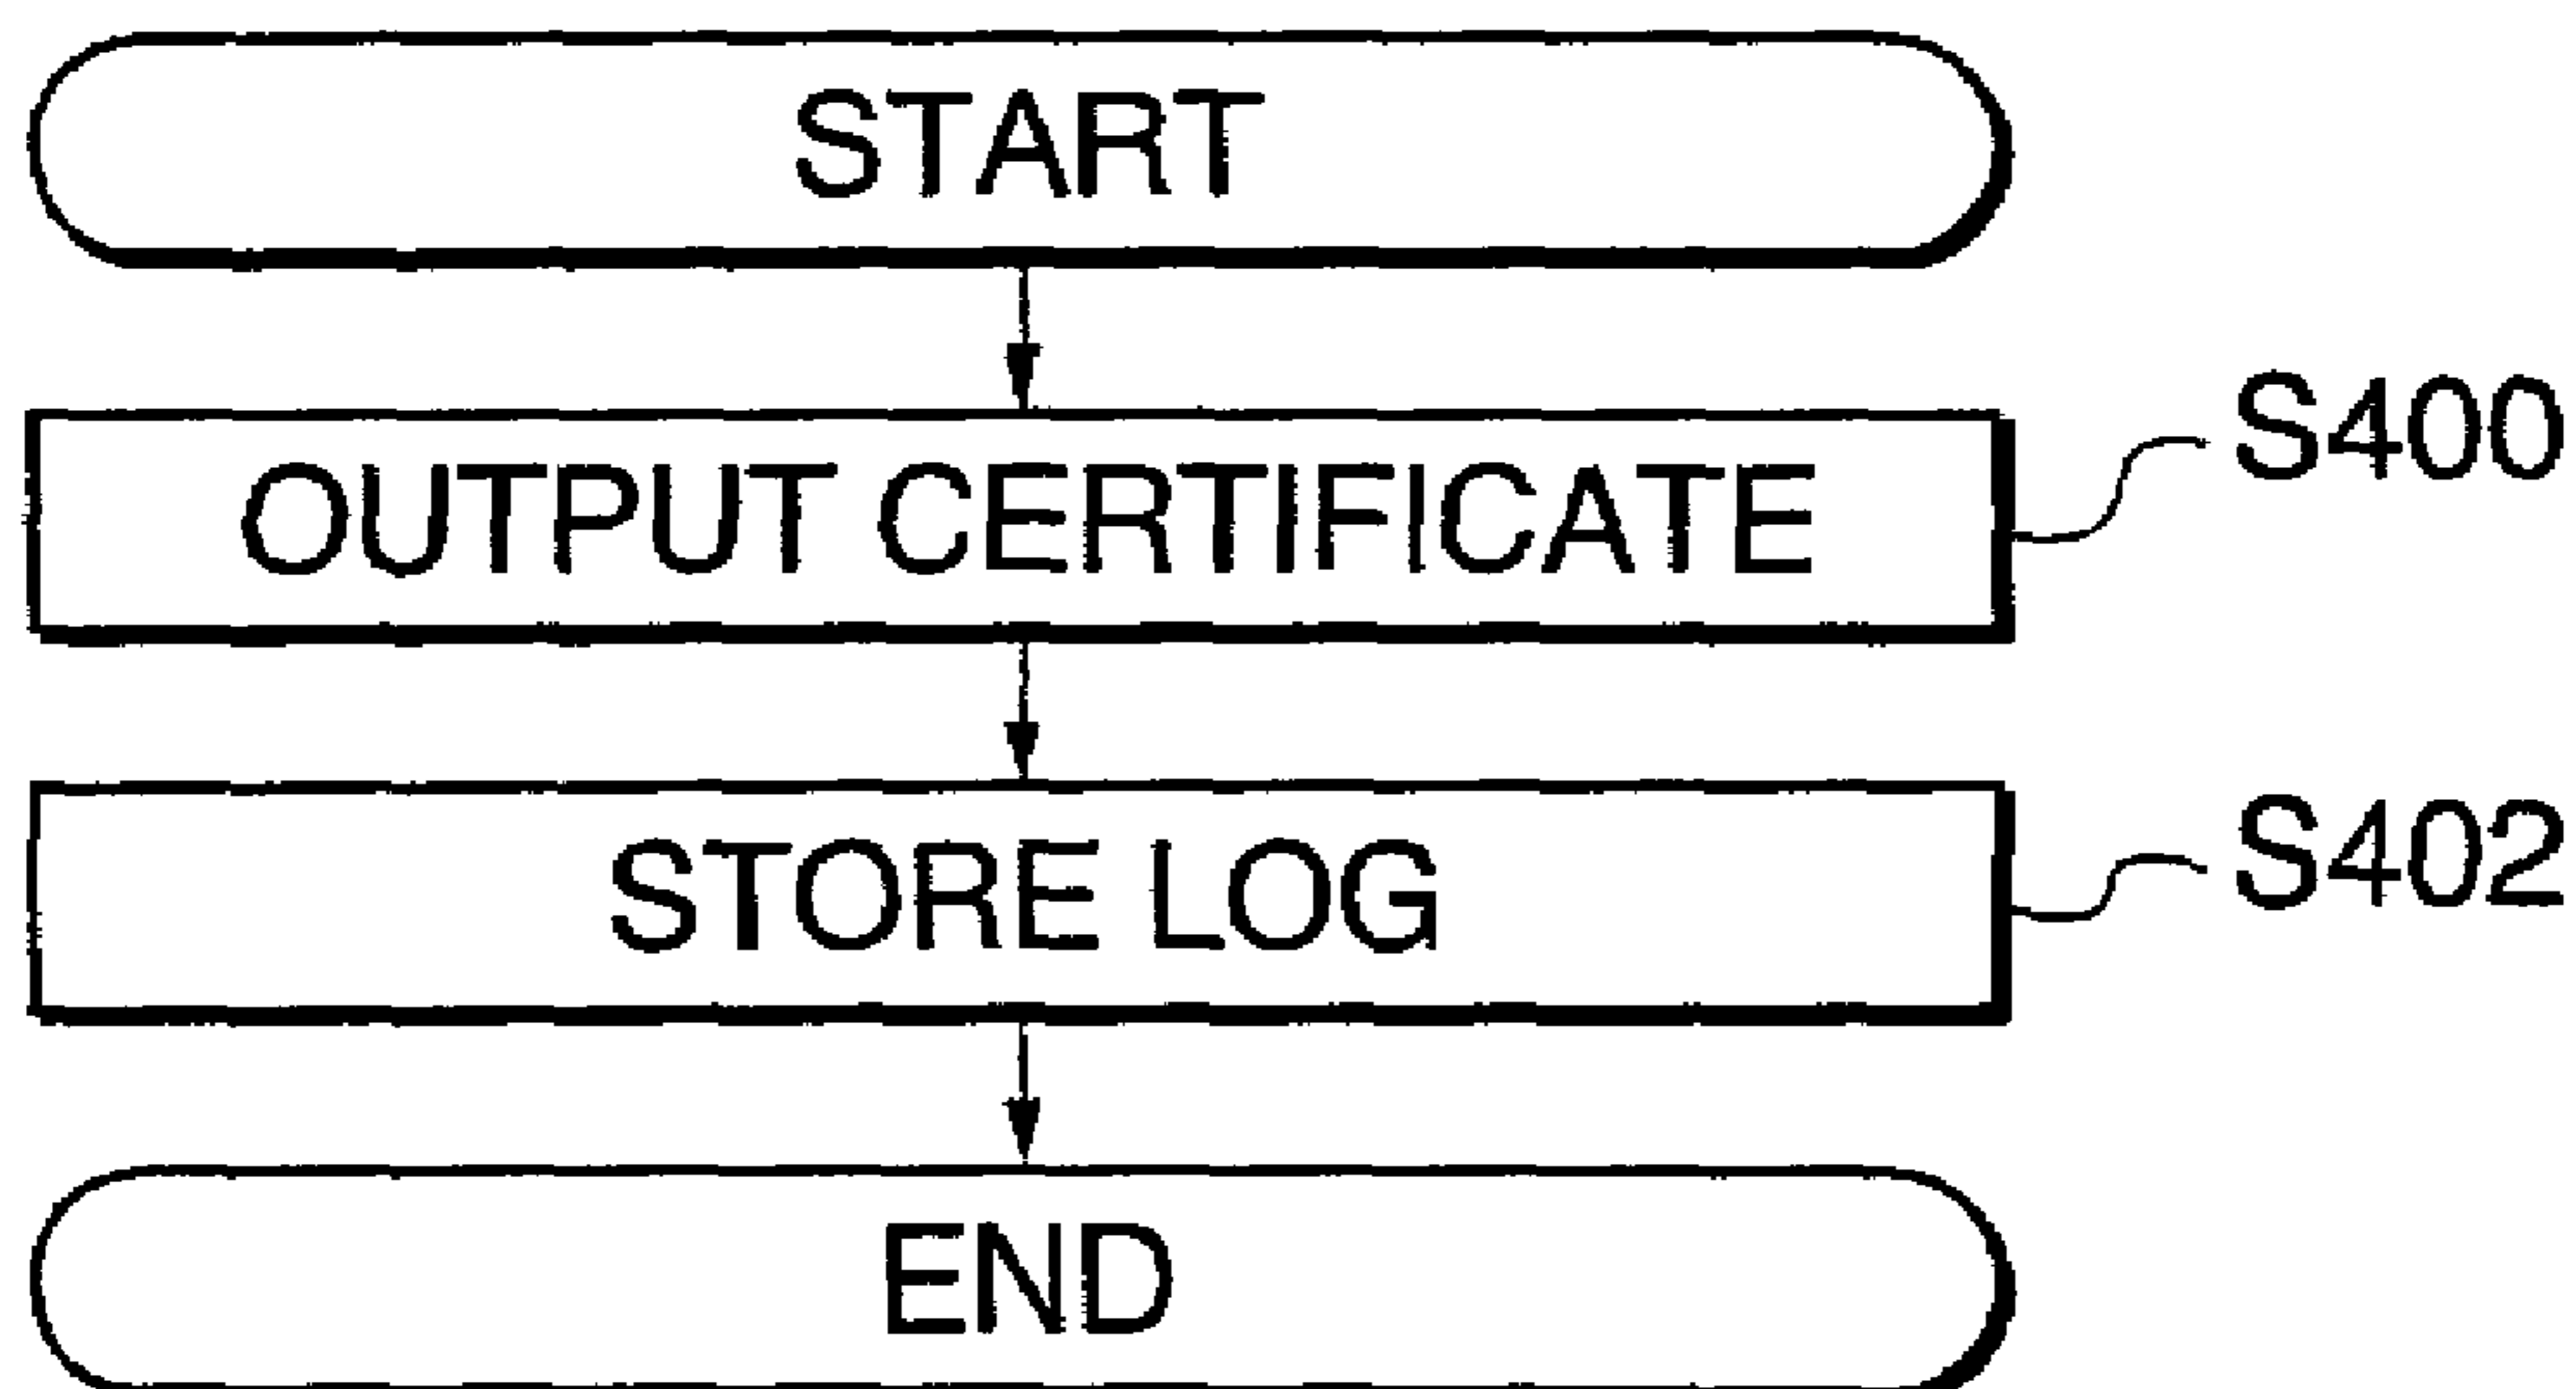 START
OUTPUT CERTIFICATE
S400
STORE LOG
S402
END